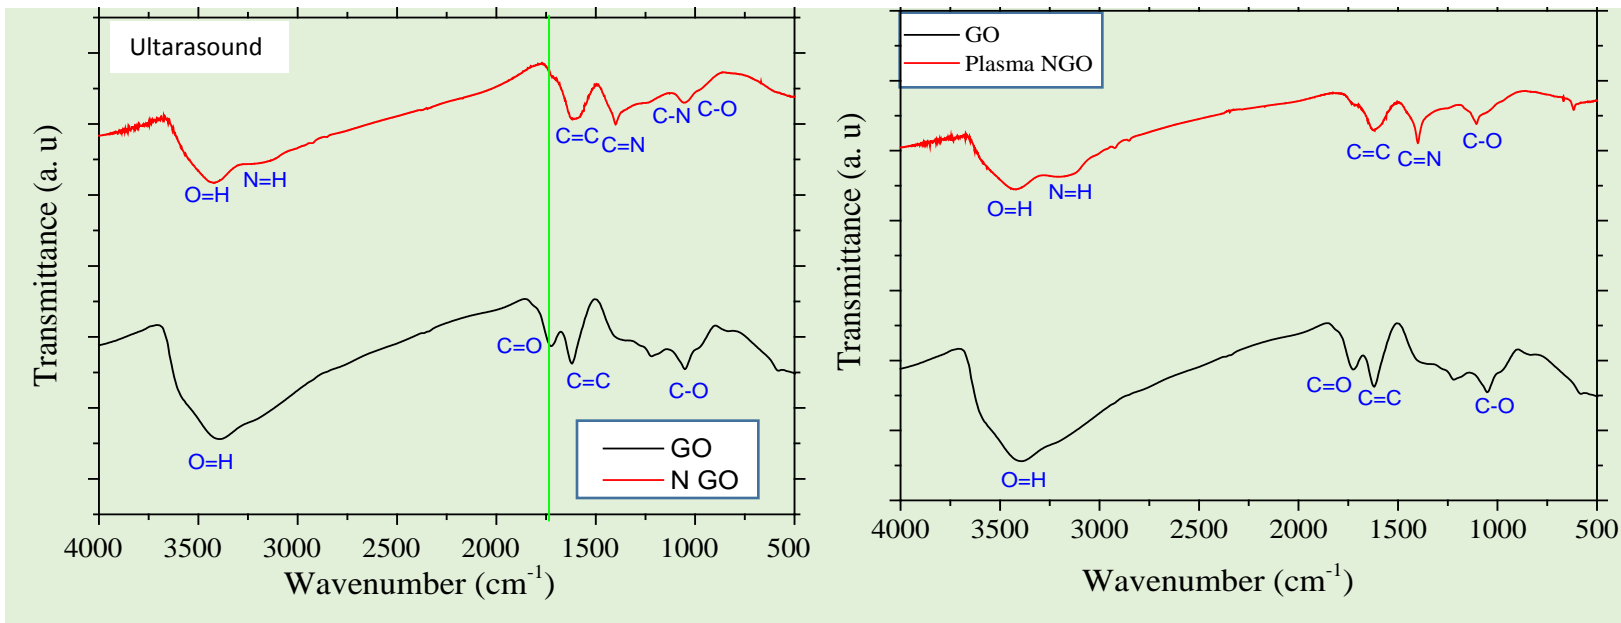 Ultarasound
C-N C-O
C=C
C=N
N=H
O=H
C=O
C=C
C-O
O=H
GO
N GO
Transmittance (a. u)
4000 3500 3000 2500 2000 1500 1000 500
Wavenumber (cm-1)
GO
Plasma NGO
C=C C=N C-O
N=H
O=H
C=O
C=C
C-O
O=H
Transmittance (a. u)
4000 3500 3000 2500 2000 1500 1000 500
Wavenumber (cm-1)